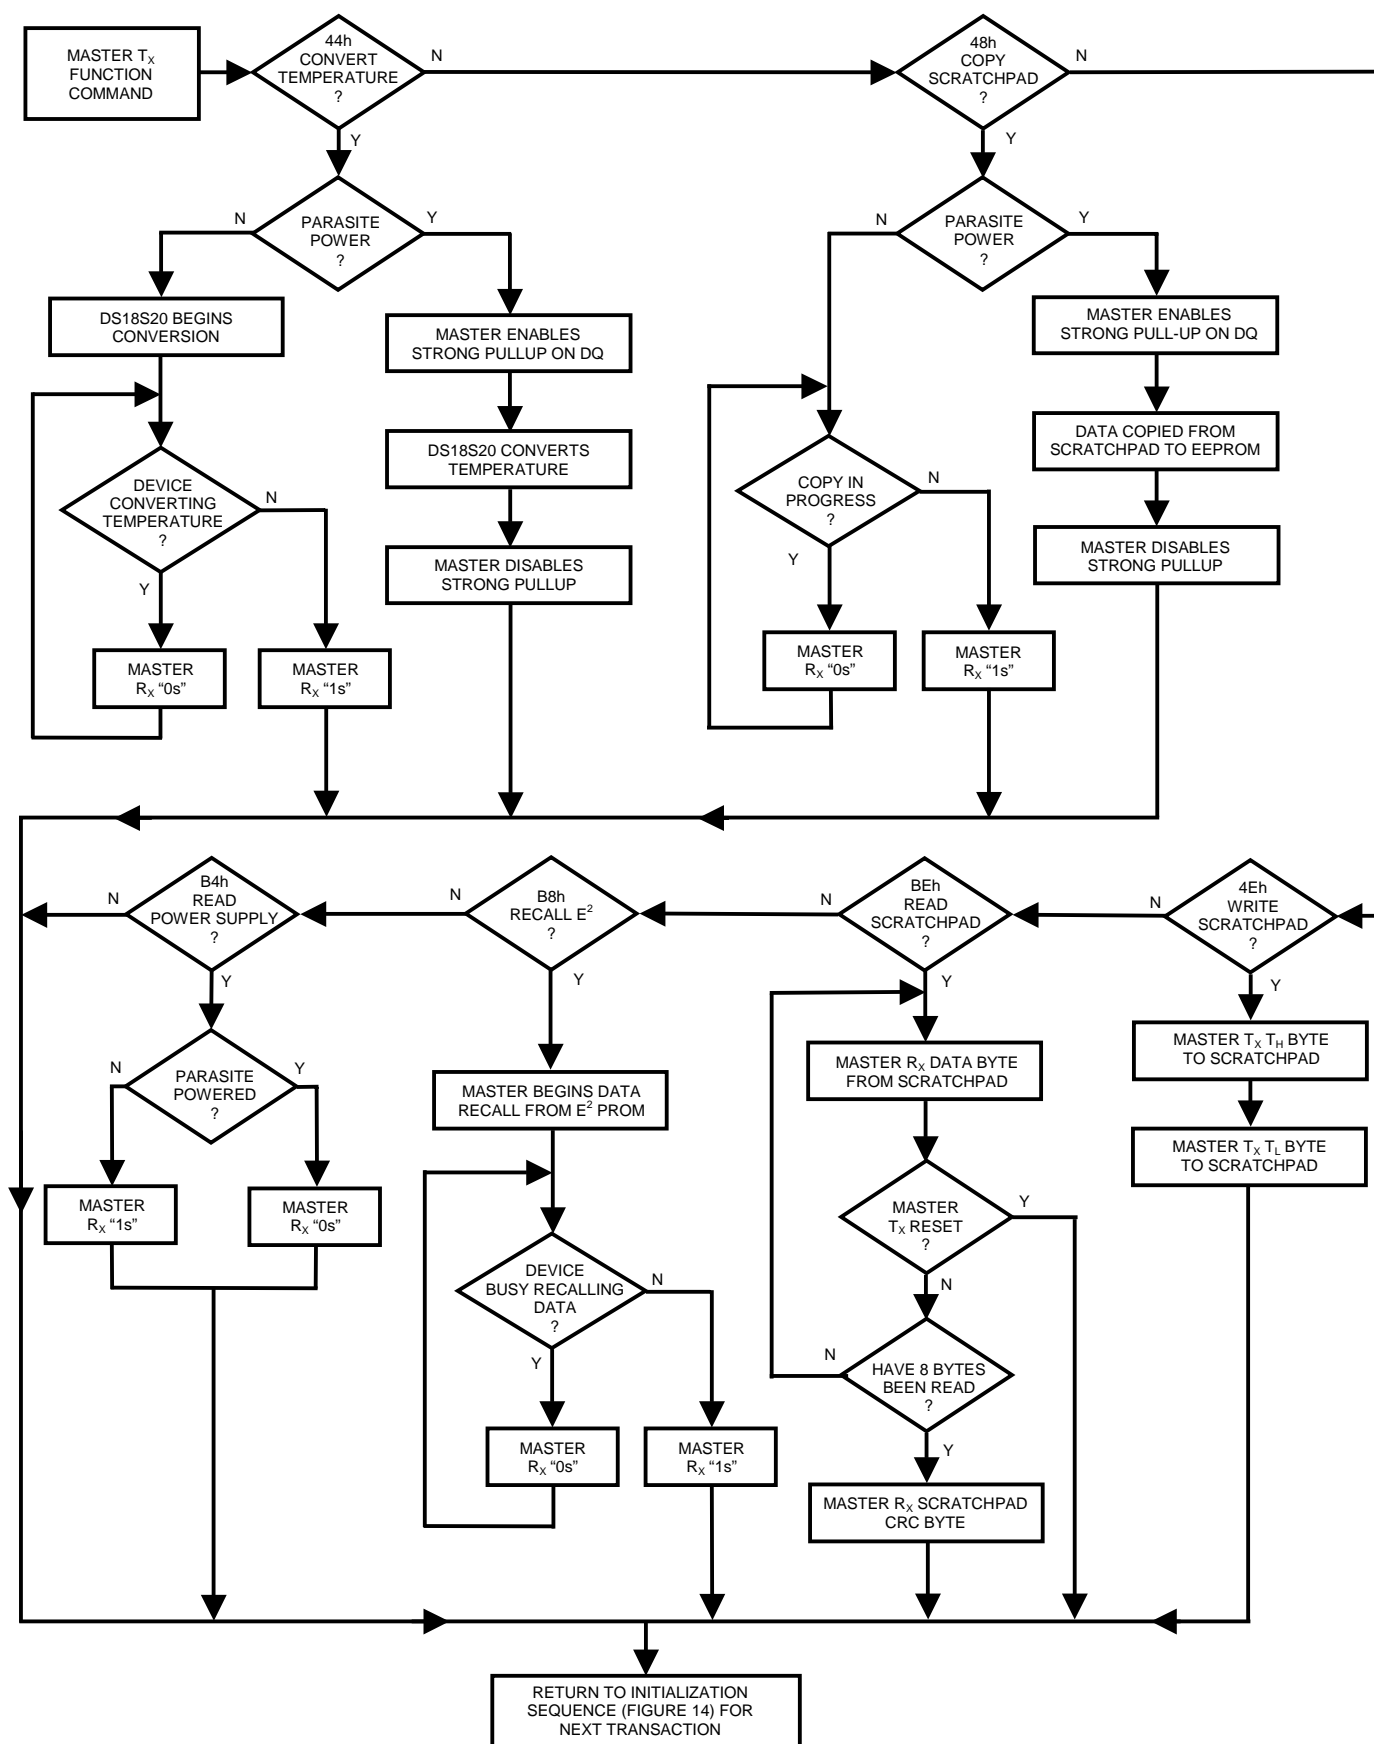 MASTER TX
FUNCTION
COMMAND
44h
CONVERT
TEMPERATURE
?
N
Y
48h
COPY
SCRATCHPAD
?
N
Y
PARASITE
POWER
?
N
Y
DS18S20 BEGINS
CONVERSION
DEVICE
CONVERTING
TEMPERATURE
?
N
Y
MASTER
RX “0s”
MASTER
RX “1s”
MASTER ENABLES
STRONG PULLUP ON DQ
DS18S20 CONVERTS
TEMPERATURE
MASTER DISABLES
STRONG PULLUP
PARASITE
POWER
?
N
Y
COPY IN
PROGRESS
?
N
Y
MASTER
RX “0s”
MASTER
RX “1s”
MASTER ENABLES
STRONG PULL-UP ON DQ
DATA COPIED FROM
SCRATCHPAD TO EEPROM
MASTER DISABLES
STRONG PULLUP
B4h
READ
POWER SUPPLY
?
N
Y
PARASITE
POWERED
?
N
Y
MASTER
RX “1s”
MASTER
RX “0s”
B8h
RECALL E2
?
N
Y
MASTER BEGINS DATA
RECALL FROM E2 PROM
DEVICE
BUSY RECALLING
DATA
?
N
Y
MASTER
RX “0s”
MASTER
RX “1s”
BEh
READ
SCRATCHPAD
?
N
Y
MASTER RX DATA BYTE
FROM SCRATCHPAD
MASTER
TX RESET
?
Y
N
HAVE 8 BYTES
BEEN READ
?
N
Y
MASTER RX SCRATCHPAD
CRC BYTE
4Eh
WRITE
SCRATCHPAD
?
N
Y
MASTER TX TH BYTE
TO SCRATCHPAD
MASTER TX TL BYTE
TO SCRATCHPAD
RETURN TO INITIALIZATION
SEQUENCE (FIGURE 14) FOR
NEXT TRANSACTION